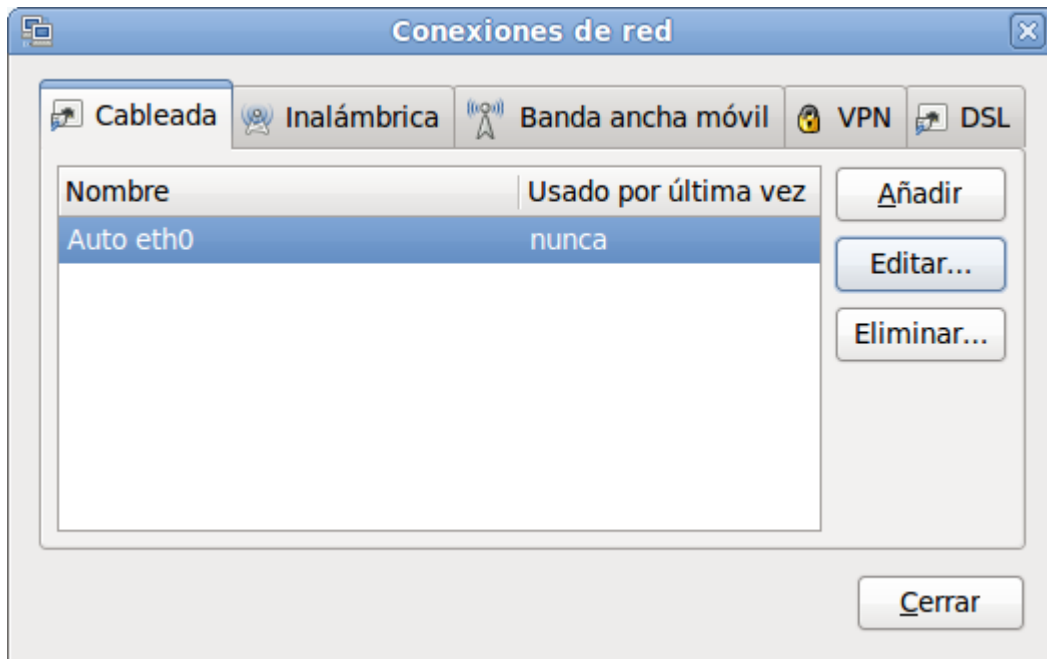 Conexiones de red
Cableada Inalámbrica Banda ancha móvil VPN DSL
Nombre Usado por última vez
Auto eth0 nunca
Añadir
Editar...
Eliminar...
Cerrar